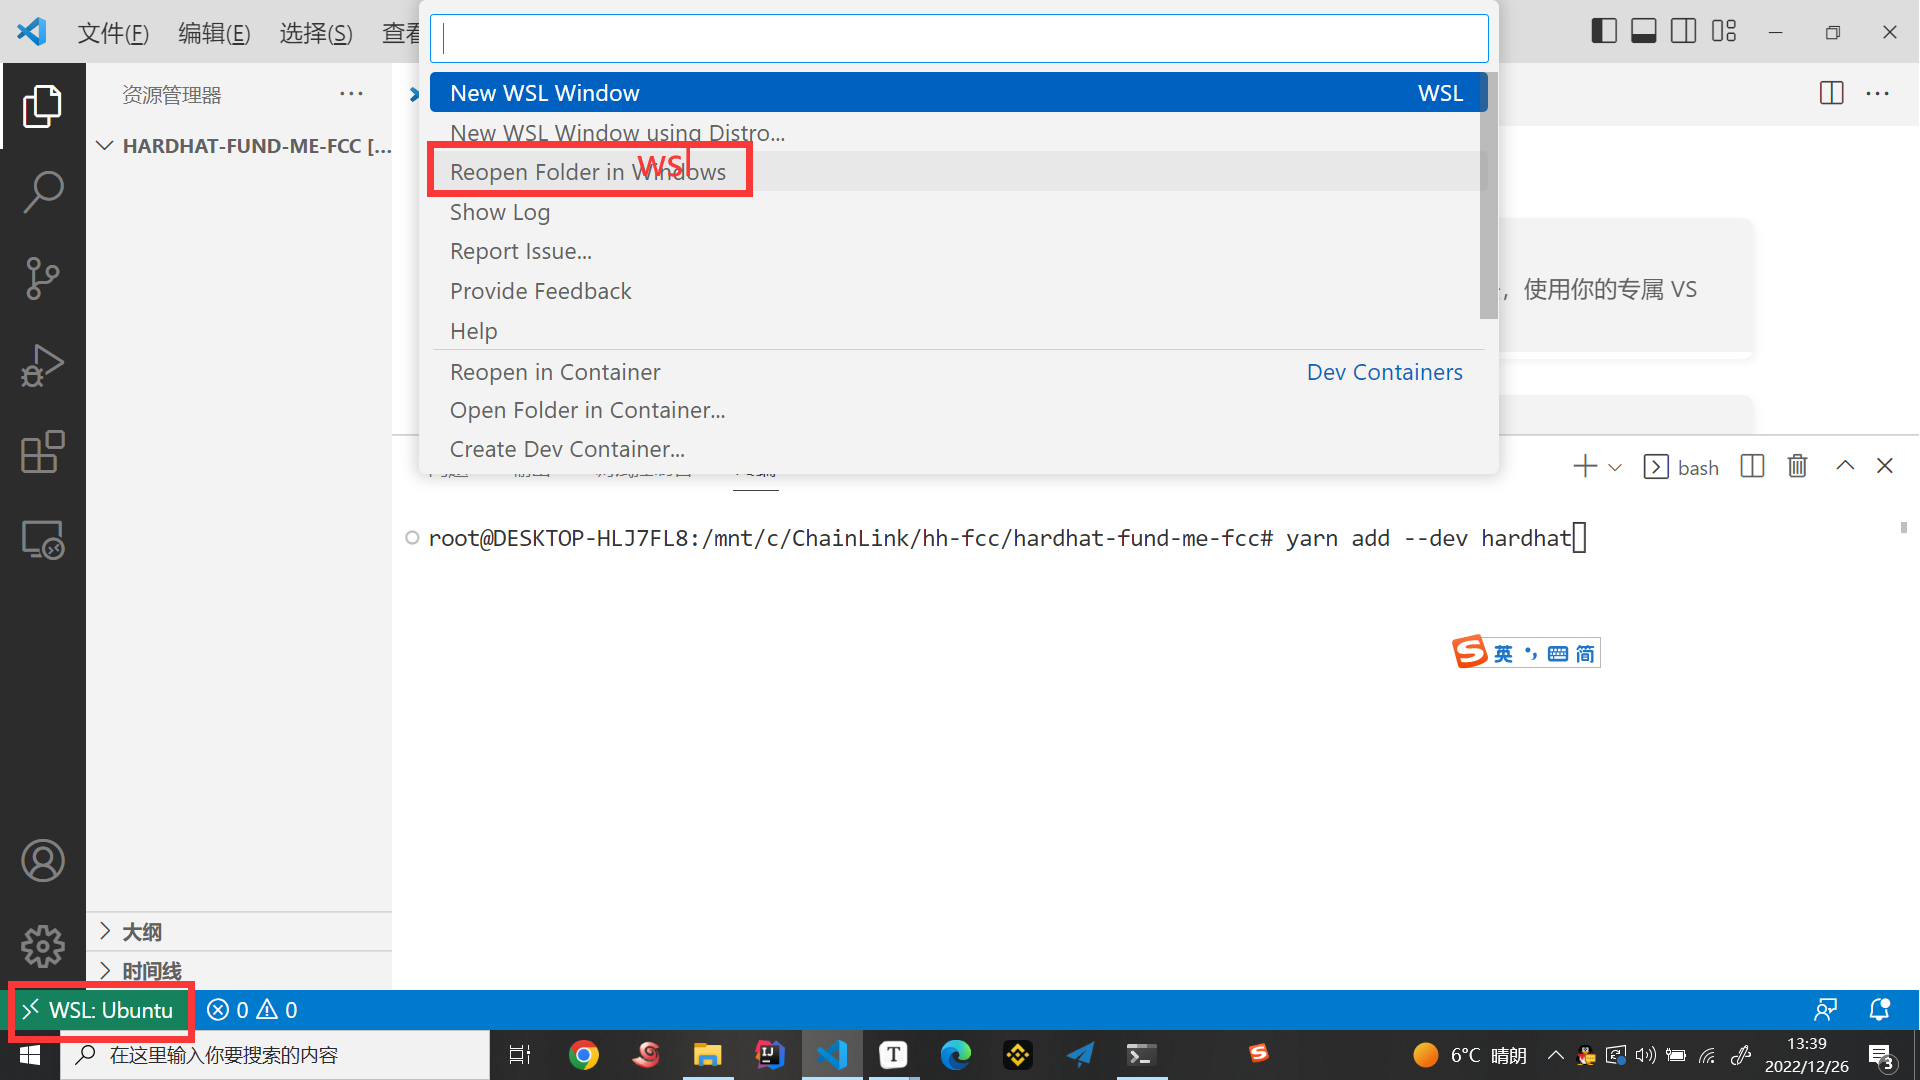 文件(F) 编辑(E) 选择(S) 查看
New WSL Window WSL
资源管理器
New WSL Window using Distro...
HARDHAT-FUND-ME-FCC [...
Reopen Folder in Windows
wsl
Show Log
Report Issue...
Provide Feedback
，使用你的专属 VS
Help
Reopen in Container Dev Containers
Open Folder in Container...
Create Dev Container...
bash
root@DESKTOP-HLJ7FL8:/mnt/c/ChainLink/hh-fcc/hardhat-fund-me-fcc# yarn add --dev hardhat
英 简
大纲
时间线
WSL: Ubuntu 0 0
在这里输入你要搜索的内容
6°C 晴朗
13:39
2022/12/26
3